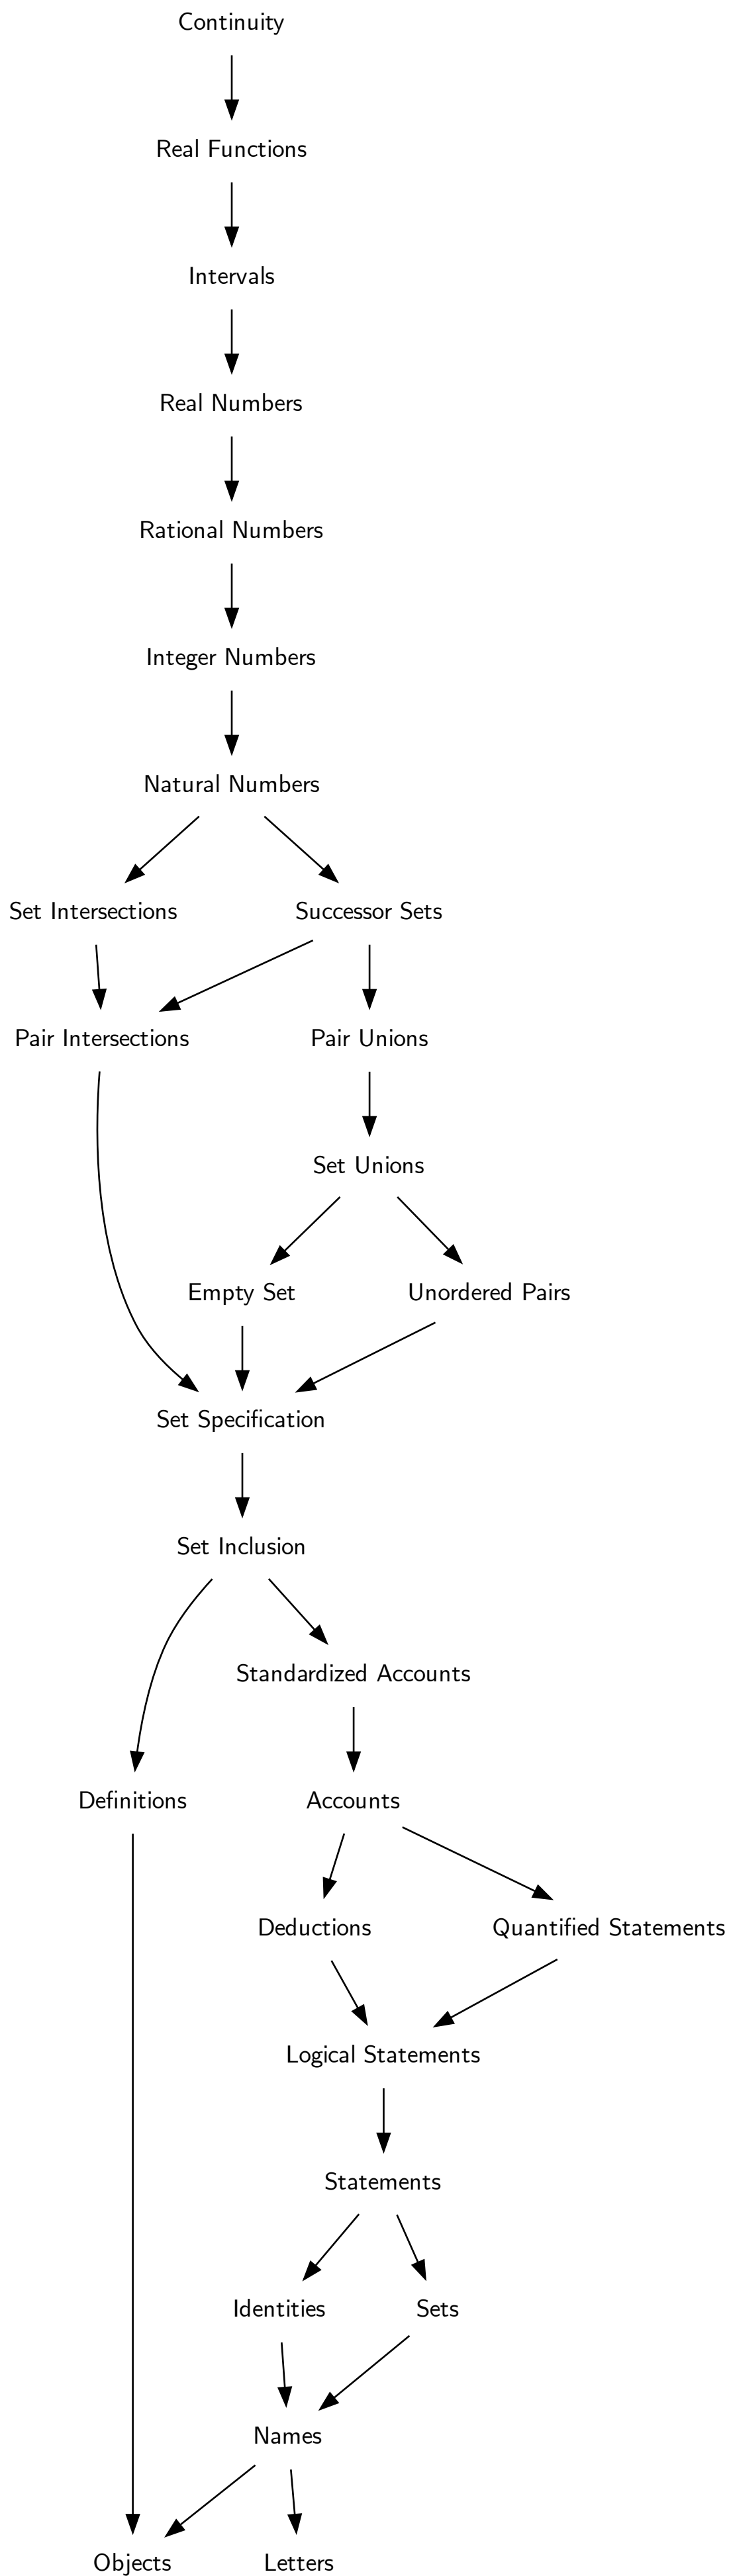 Continuity
Real Functions
Intervals
Real Numbers
Rational Numbers
Integer Numbers
Natural Numbers
Set Intersections
Successor Sets
Pair Intersections
Pair Unions
Set Unions
Empty Set
Unordered Pairs
Set Specification
Set Inclusion
Standardized Accounts
Definitions
Accounts
Deductions
Quantified Statements
Logical Statements
Statements
Identities
Sets
Names
Objects
Letters